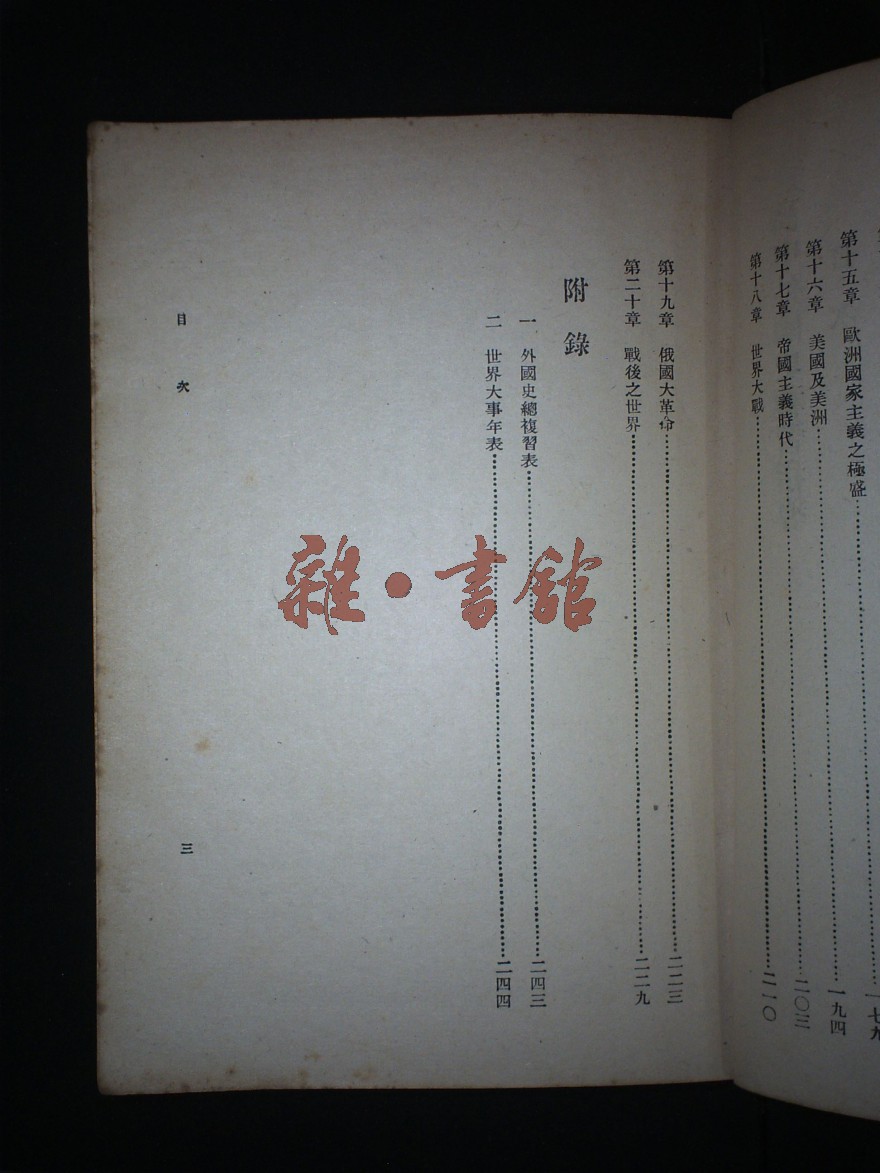 第十五章　歐洲國家主義之極盛……一七九
第十六章　美國及美洲……一九四
第十七章　帝國主義時代……二〇三
第十八章　世界大戰……二一〇
第十九章　俄國大革命……二二三
第二十章　戰後之世界……二二九
附錄
一　外國史總複習表……二四三
二　世界大事年表……二四四
目次
三
雜·書館